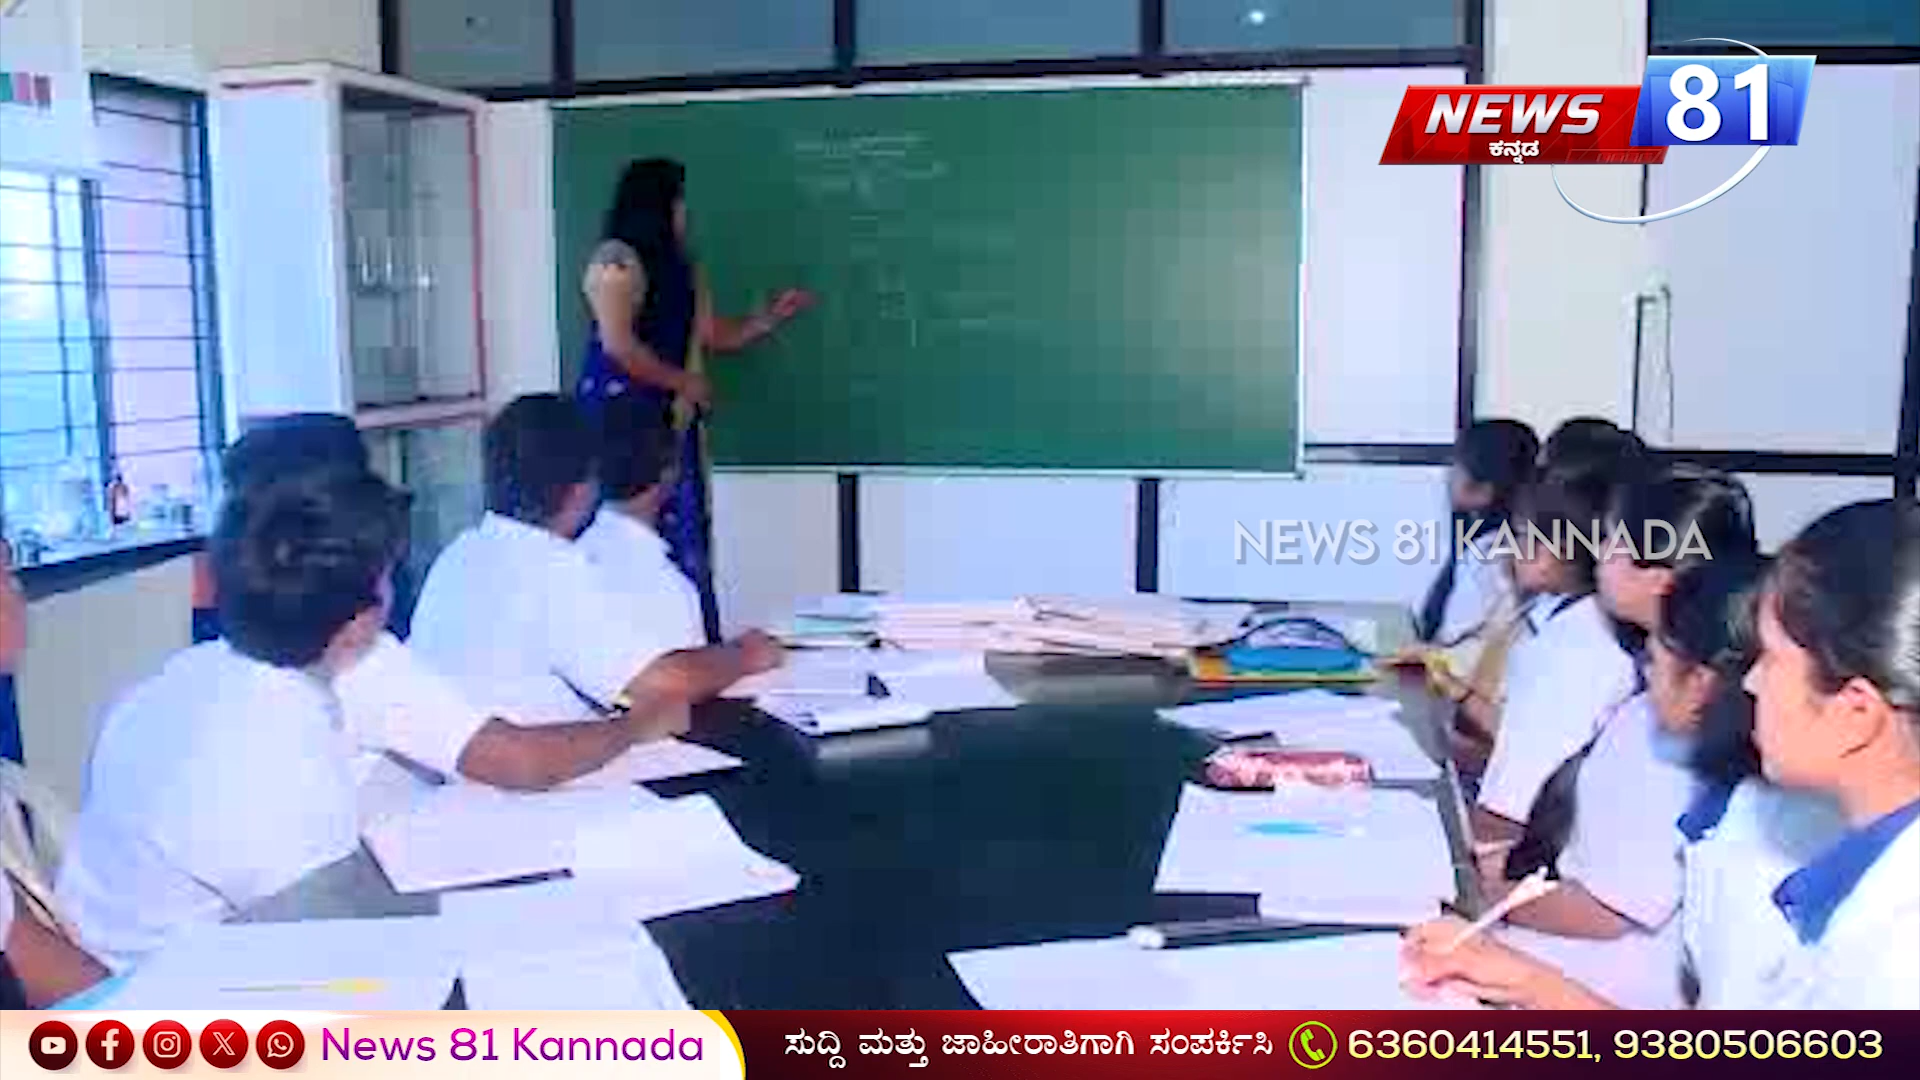 NEWS 81
ಕನ್ನಡ
NEWS 81 KANNADA
News 81 Kannada
ಸುದ್ದಿ ಮತ್ತು ಜಾಹೀರಾತಿಗಾಗಿ ಸಂಪರ್ಕಿಸಿ 6360414551, 9380506603